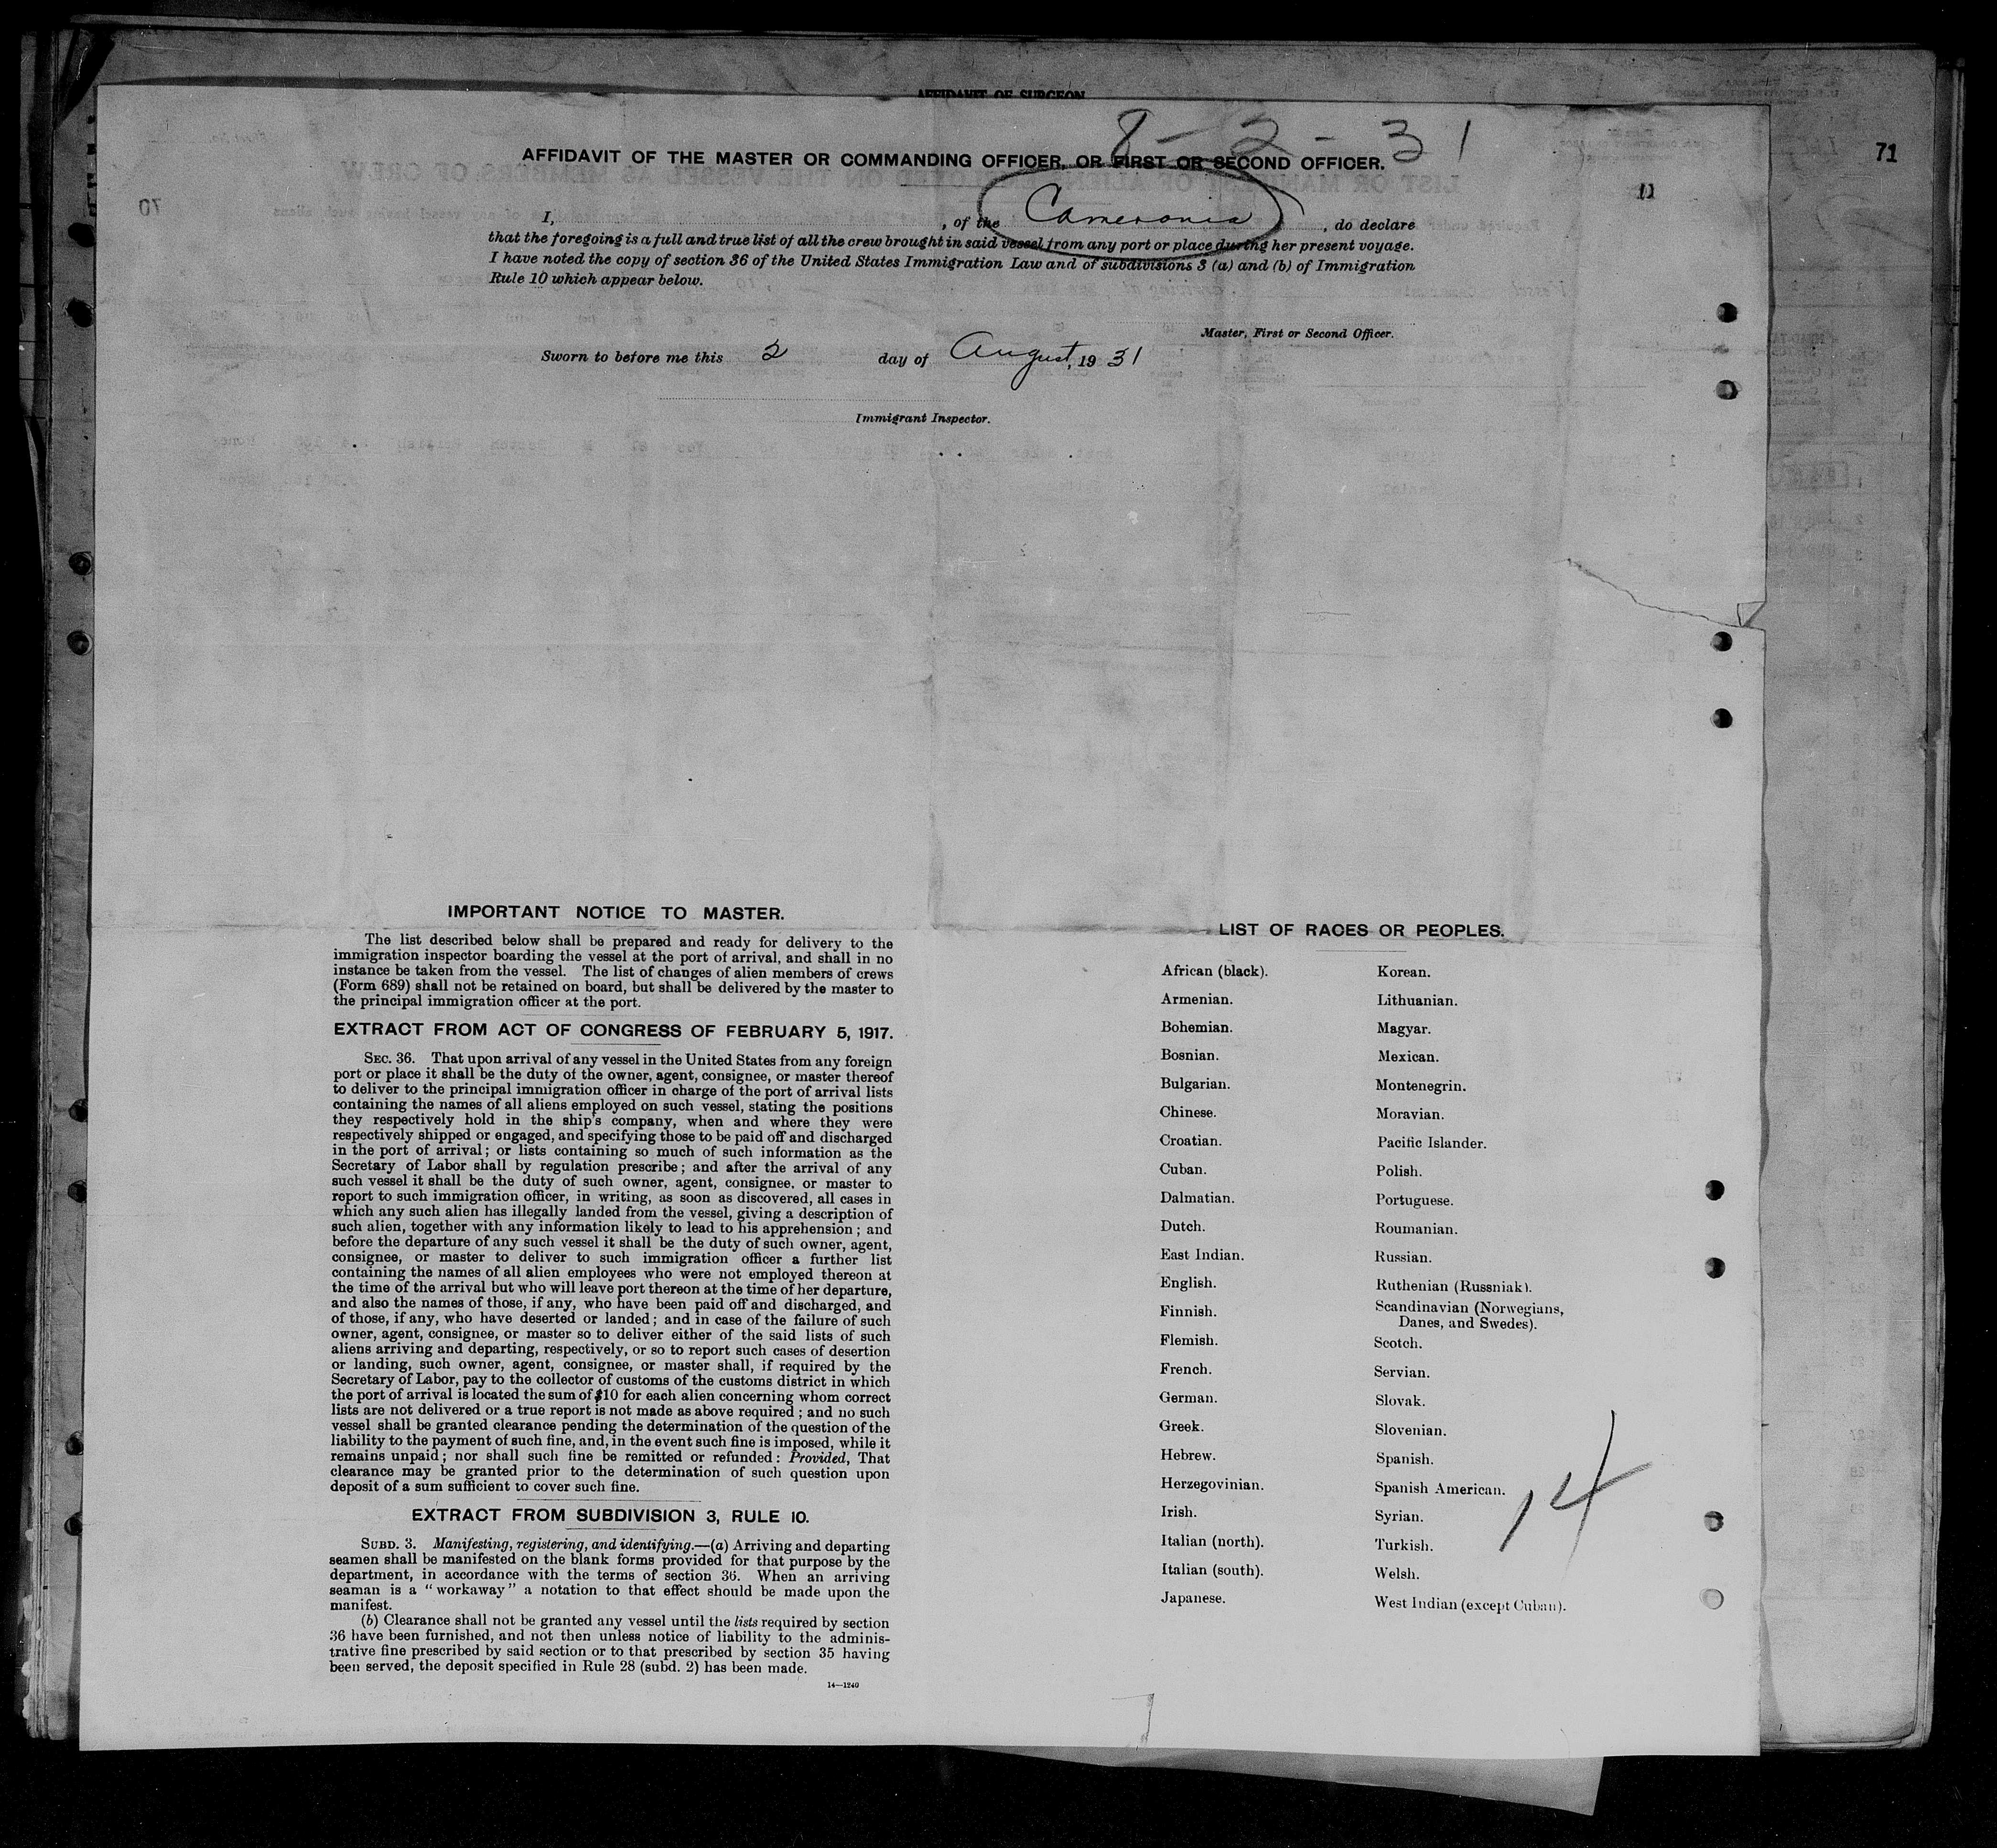 AFFIDAVIT OF SURGEON
8 - 2 - 31
AFFIDAVIT OF THE MASTER OR COMMANDING OFFICER, OR FIRST OR SECOND OFFICER.
71
11
70
I, , of the Cameronia , do declare
that the foregoing is a full and true list of all the crew brought in said vessel from any port or place during her present voyage.
I have noted the copy of section 36 of the United States Immigration Law and of subdivisions 3 (a) and (b) of Immigration
Rule 10 which appear below.
Master, First or Second Officer.
Sworn to before me this 2 day of August, 19 31
Immigrant Inspector.
IMPORTANT NOTICE TO MASTER.
The list described below shall be prepared and ready for delivery to the
immigration inspector boarding the vessel at the port of arrival, and shall in no
instance be taken from the vessel. The list of changes of alien members of crews
(Form 689) shall not be retained on board, but shall be delivered by the master to
the principal immigration officer at the port.
EXTRACT FROM ACT OF CONGRESS OF FEBRUARY 5, 1917.
SEC. 36. That upon arrival of any vessel in the United States from any foreign
port or place it shall be the duty of the owner, agent, consignee, or master thereof
to deliver to the principal immigration officer in charge of the port of arrival lists
containing the names of all aliens employed on such vessel, stating the positions
they respectively hold in the ship's company, when and where they were
respectively shipped or engaged, and specifying those to be paid off and discharged
in the port of arrival; or lists containing so much of such information as the
Secretary of Labor shall by regulation prescribe; and after the arrival of any
such vessel it shall be the duty of such owner, agent, consignee, or master to
report to such immigration officer, in writing, as soon as discovered, all cases in
which any such alien has illegally landed from the vessel, giving a description of
such alien, together with any information likely to lead to his apprehension; and
before the departure of any such vessel it shall be the duty of such owner, agent,
consignee, or master to deliver to such immigration officer a further list
containing the names of all alien employees who were not employed thereon at
the time of the arrival but who will leave port thereon at the time of her departure,
and also the names of those, if any, who have been paid off and discharged, and
of those, if any, who have deserted or landed; and in case of the failure of such
owner, agent, consignee, or master so to deliver either of the said lists of such
aliens arriving and departing, respectively, or so to report such cases of desertion
or landing, such owner, agent, consignee, or master shall, if required by the
Secretary of Labor, pay to the collector of customs of the customs district in which
the port of arrival is located the sum of $10 for each alien concerning whom correct
lists are not delivered or a true report is not made as above required; and no such
vessel shall be granted clearance pending the determination of the question of the
liability to the payment of such fine, and, in the event such fine is imposed, while it
remains unpaid; nor shall such fine be remitted or refunded: Provided, That
clearance may be granted prior to the determination of such question upon
deposit of a sum sufficient to cover such fine.
EXTRACT FROM SUBDIVISION 3, RULE 10.
SUBD. 3. Manifesting, registering, and identifying.—(a) Arriving and departing
seamen shall be manifested on the blank forms provided for that purpose by the
department, in accordance with the terms of section 36. When an arriving
seaman is a "workaway" a notation to that effect should be made upon the
manifest.
(b) Clearance shall not be granted any vessel until the lists required by section
36 have been furnished, and not then unless notice of liability to the adminis-
trative fine prescribed by said section or to that prescribed by section 35 having
been served, the deposit specified in Rule 28 (subd. 2) has been made.
14—1240
LIST OF RACES OR PEOPLES.
African (black).
Armenian.
Bohemian.
Bosnian.
Bulgarian.
Chinese.
Croatian.
Cuban.
Dalmatian.
Dutch.
East Indian.
English.
Finnish.
Flemish.
French.
German.
Greek.
Hebrew.
Herzegovinian.
Irish.
Italian (north).
Italian (south).
Japanese.
Korean.
Lithuanian.
Magyar.
Mexican.
Montenegrin.
Moravian.
Pacific Islander.
Polish.
Portuguese.
Roumanian.
Russian.
Ruthenian (Russniak).
Scandinavian (Norwegians,
Danes, and Swedes).
Scotch.
Servian.
Slovak.
Slovenian.
Spanish.
Spanish American.
Syrian.
Turkish.
Welsh.
West Indian (except Cuban).
14